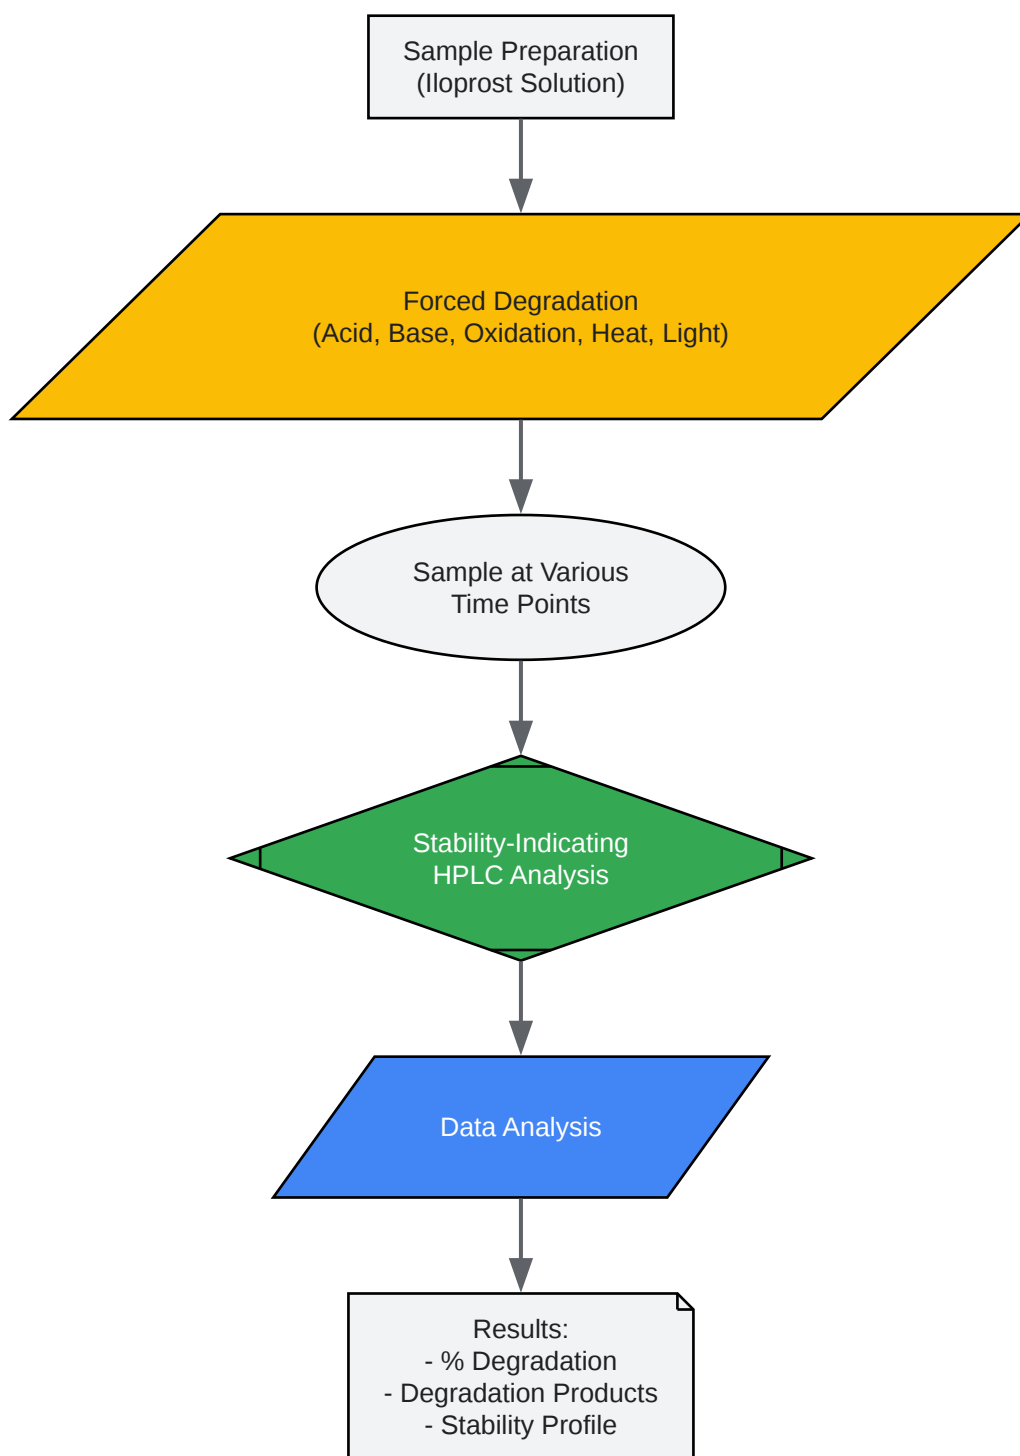 Sample Preparation
(Iloprost Solution)
Forced Degradation
(Acid, Base, Oxidation, Heat, Light)
Sample at Various
Time Points
Stability-Indicating
HPLC Analysis
Data Analysis
Results:
- % Degradation
- Degradation Products
- Stability Profile